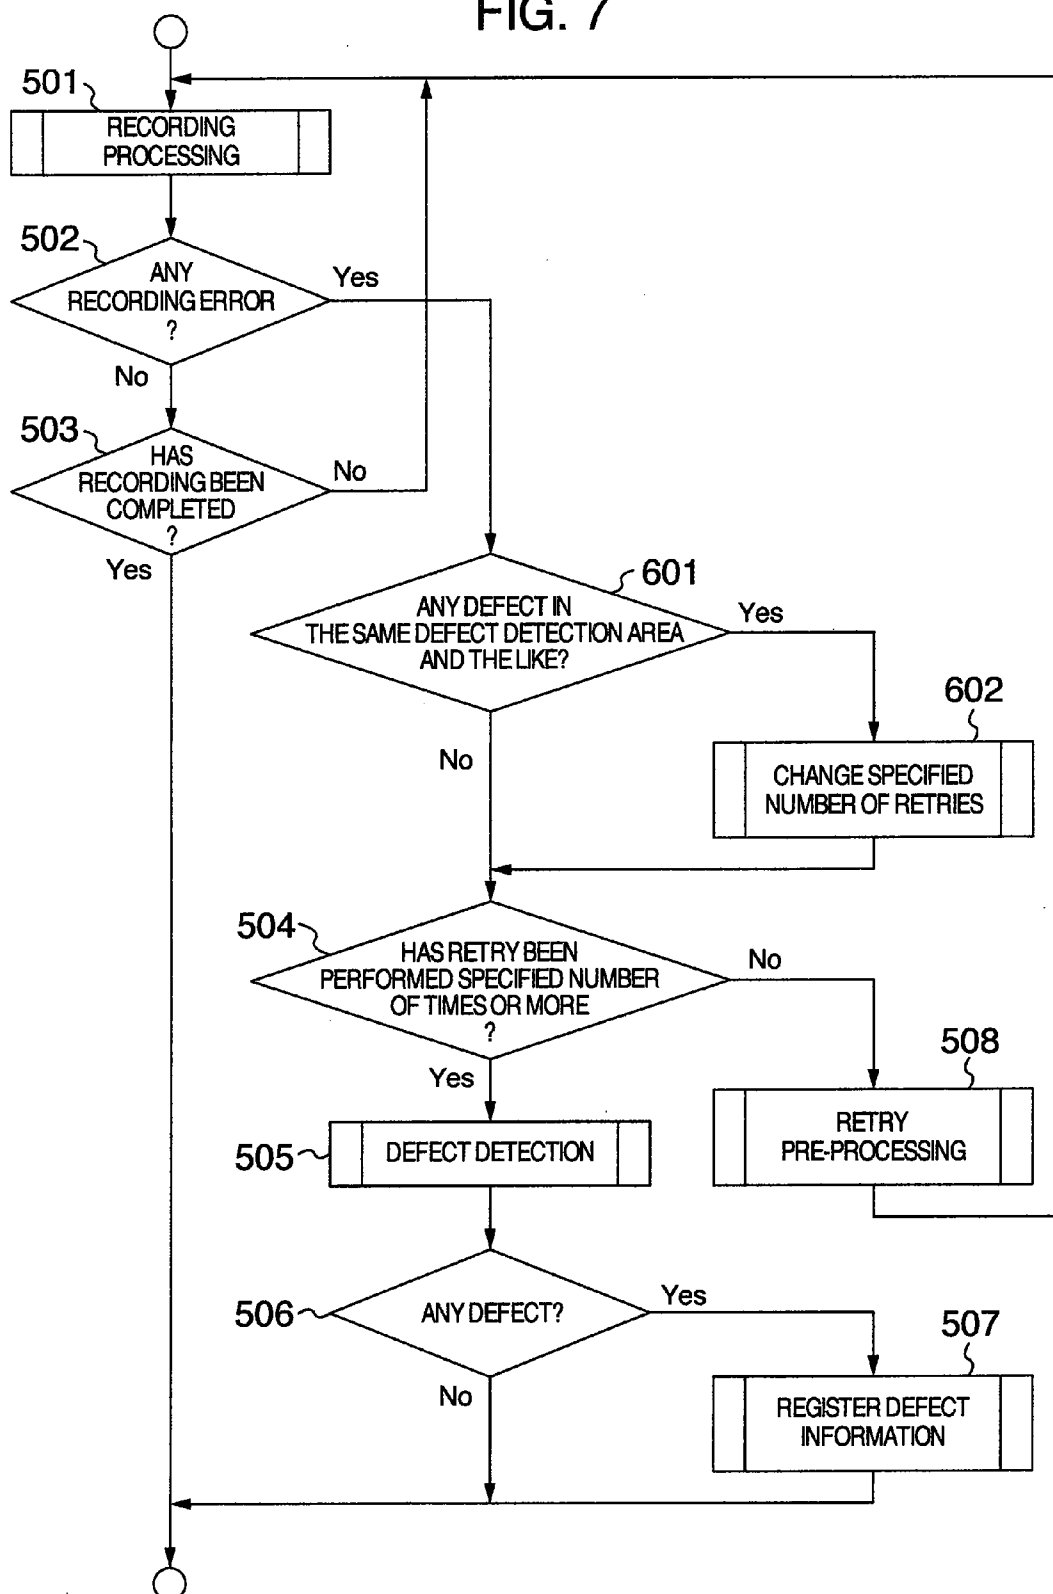 FIG. 7
501
RECORDING
PROCESSING
502
ANY
RECORDING ERROR
?
Yes
No
503
HAS
RECORDING BEEN
COMPLETED
?
No
Yes
601
ANY DEFECT IN
THE SAME DEFECT DETECTION AREA
AND THE LIKE?
Yes
No
602
CHANGE SPECIFIED
NUMBER OF RETRIES
504
HAS RETRY BEEN
PERFORMED SPECIFIED NUMBER
OF TIMES OR MORE
?
No
Yes
508
RETRY
PRE-PROCESSING
505
DEFECT DETECTION
506
ANY DEFECT?
Yes
No
507
REGISTER DEFECT
INFORMATION